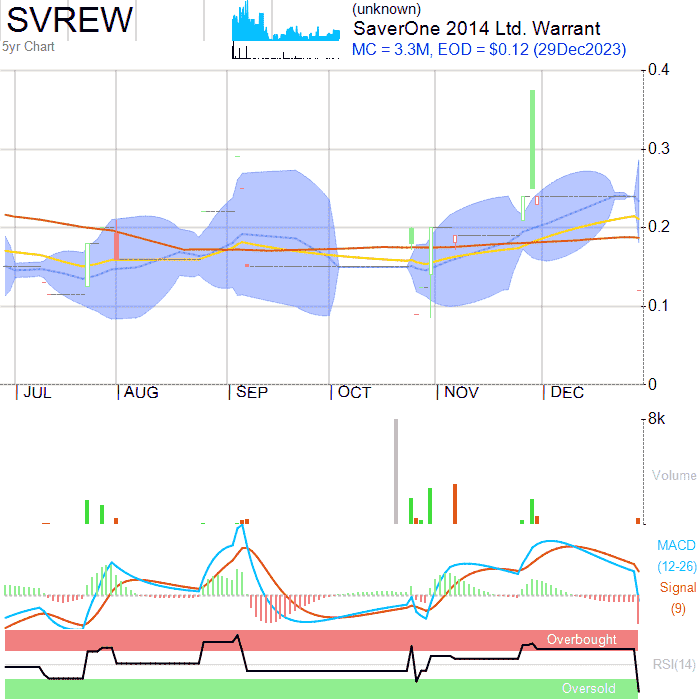 SVREW
5yr Chart
(unknown)
SaverOne 2014 Ltd. Warrant
MC = 3.3M, EOD = $0.12 (29Dec2023)
0.4
0.3
0.2
0.1
0
JUL AUG SEP OCT NOV DEC
8k
Volume
MACD
(12-26)
Signal
(9)
Overbought
RSI(14)
Oversold